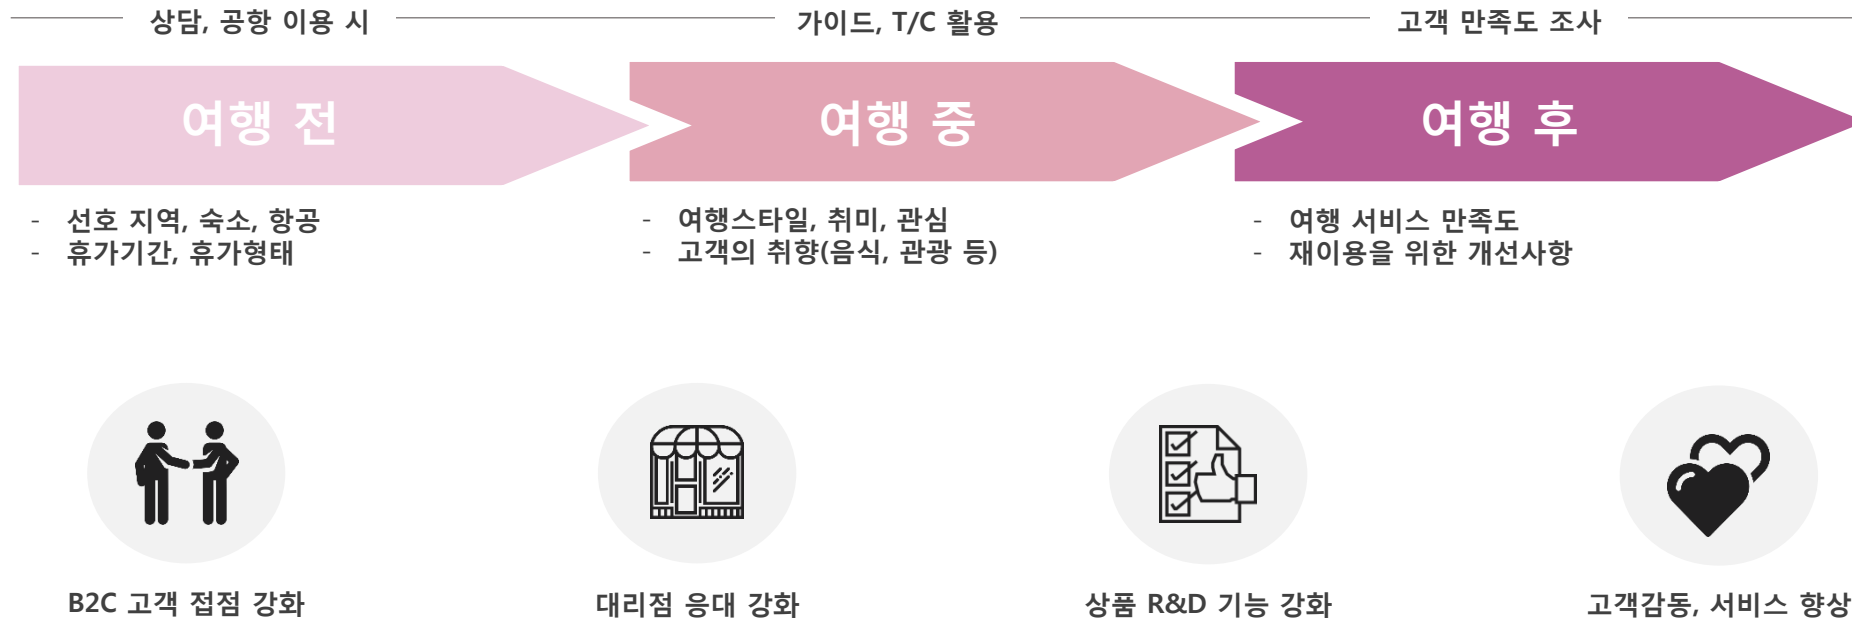 상담, 공항 이용 시
가이드, T/C 활용
고객 만족도 조사
여행 전
여행 중
여행 후
- 선호 지역, 숙소, 항공
- 휴가기간, 휴가형태
- 여행스타일, 취미, 관심
- 고객의 취향(음식, 관광 등)
- 여행 서비스 만족도
- 재이용을 위한 개선사항
B2C 고객 접점 강화
대리점 응대 강화
상품 R&D 기능 강화
고객감동, 서비스 향상